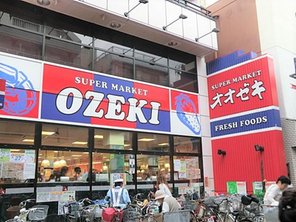 SUPER MARKET
OZEKI
SUPER MARKET
オオゼキ
FRESH FOODS